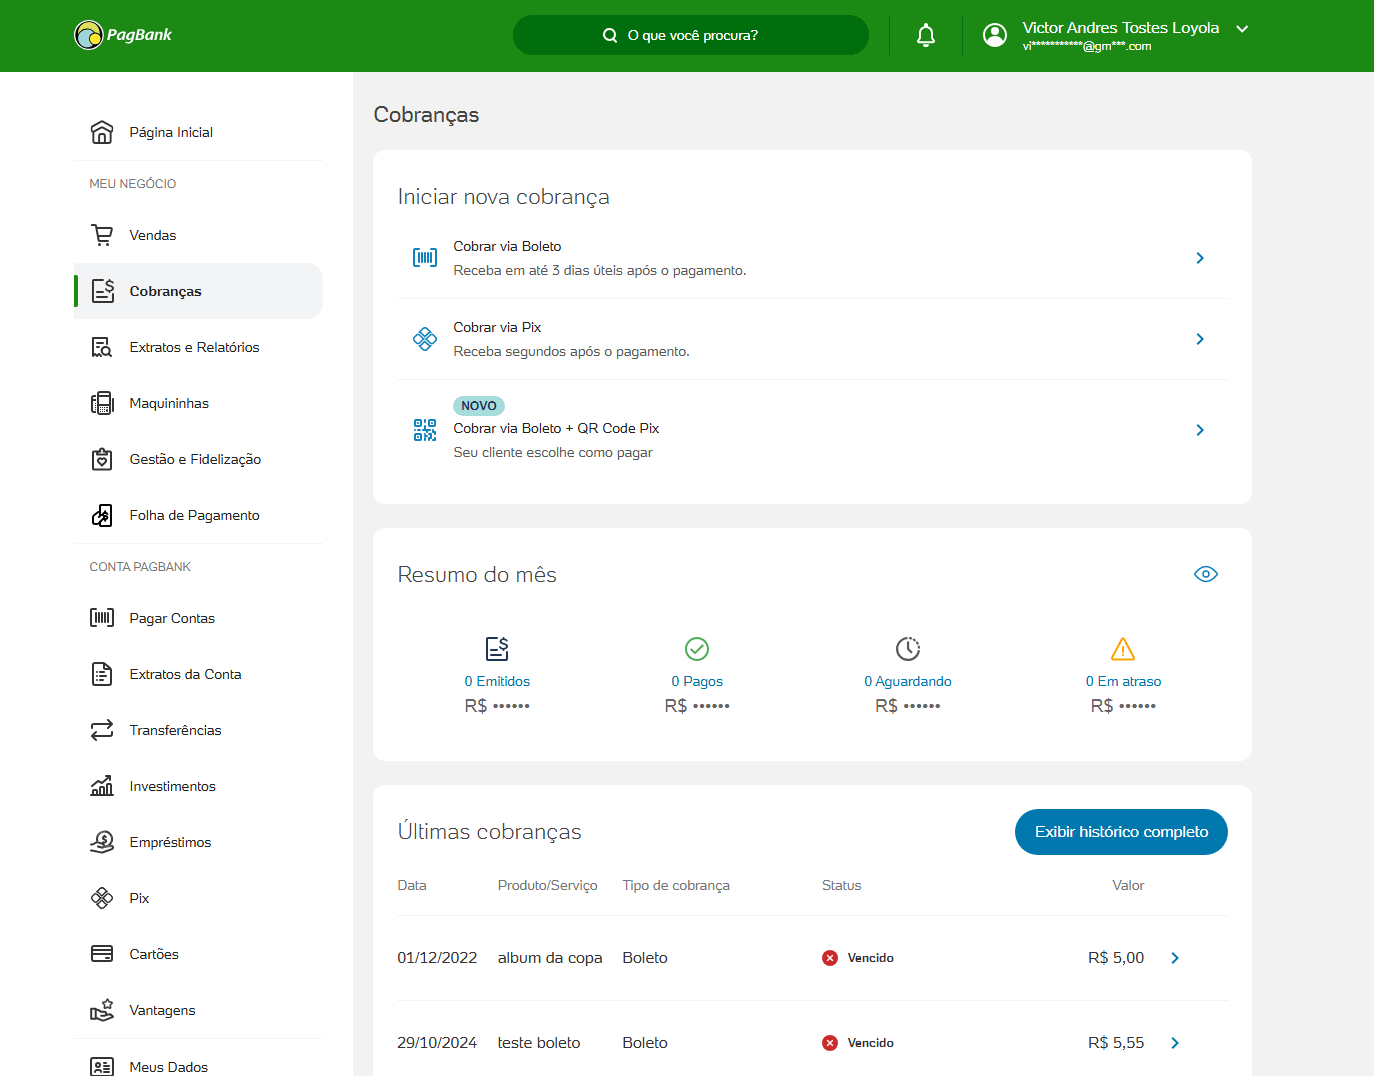 PagBank
O que você procura?
Victor Andres Tostes Loyola
vi***********@gm***.com
Página Inicial
MEU NEGÓCIO
Vendas
Cobranças
Extratos e Relatórios
Maquininhas
Gestão e Fidelização
Folha de Pagamento
CONTA PAGBANK
Pagar Contas
Extratos da Conta
Transferências
Investimentos
Empréstimos
Pix
Cartões
Vantagens
Meus Dados
Cobranças
Iniciar nova cobrança
Cobrar via Boleto
Receba em até 3 dias úteis após o pagamento.
Cobrar via Pix
Receba segundos após o pagamento.
NOVO
Cobrar via Boleto + QR Code Pix
Seu cliente escolhe como pagar
Resumo do mês
0 Emitidos 0 Pagos 0 Aguardando 0 Em atraso
R$ •••••• R$ •••••• R$ •••••• R$ ••••••
Últimas cobranças
Exibir histórico completo
Data Produto/Serviço Tipo de cobrança Status Valor
01/12/2022 album da copa Boleto Vencido R$ 5,00
29/10/2024 teste boleto Boleto Vencido R$ 5,55